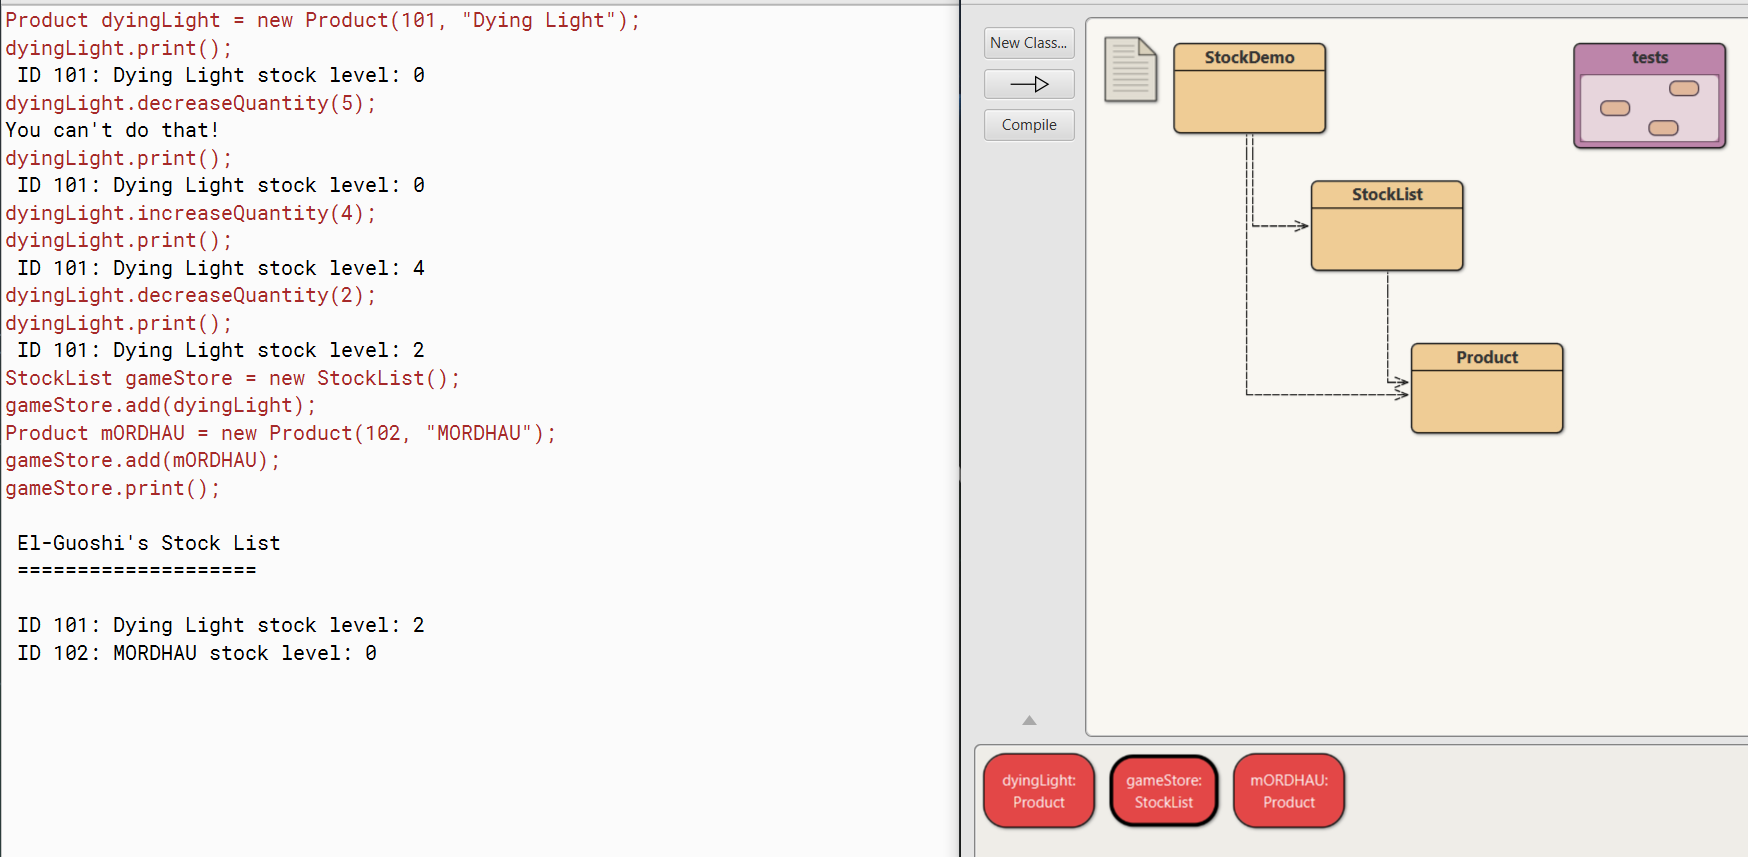 Product dyingLight = new Product(101, "Dying Light");
dyingLight.print();
ID 101: Dying Light stock level: 0
dyingLight.decreaseQuantity(5);
You can't do that!
dyingLight.print();
ID 101: Dying Light stock level: 0
dyingLight.increaseQuantity(4);
dyingLight.print();
ID 101: Dying Light stock level: 4
dyingLight.decreaseQuantity(2);
dyingLight.print();
ID 101: Dying Light stock level: 2
StockList gameStore = new StockList();
gameStore.add(dyingLight);
Product mORDHAU = new Product(102, "MORDHAU");
gameStore.add(mORDHAU);
gameStore.print();
El-Guoshi's Stock List
====================
ID 101: Dying Light stock level: 2
ID 102: MORDHAU stock level: 0
New Class...
Compile
StockDemo
tests
StockList
Product
dyingLight:
Product
gameStore:
StockList
mORDHAU:
Product